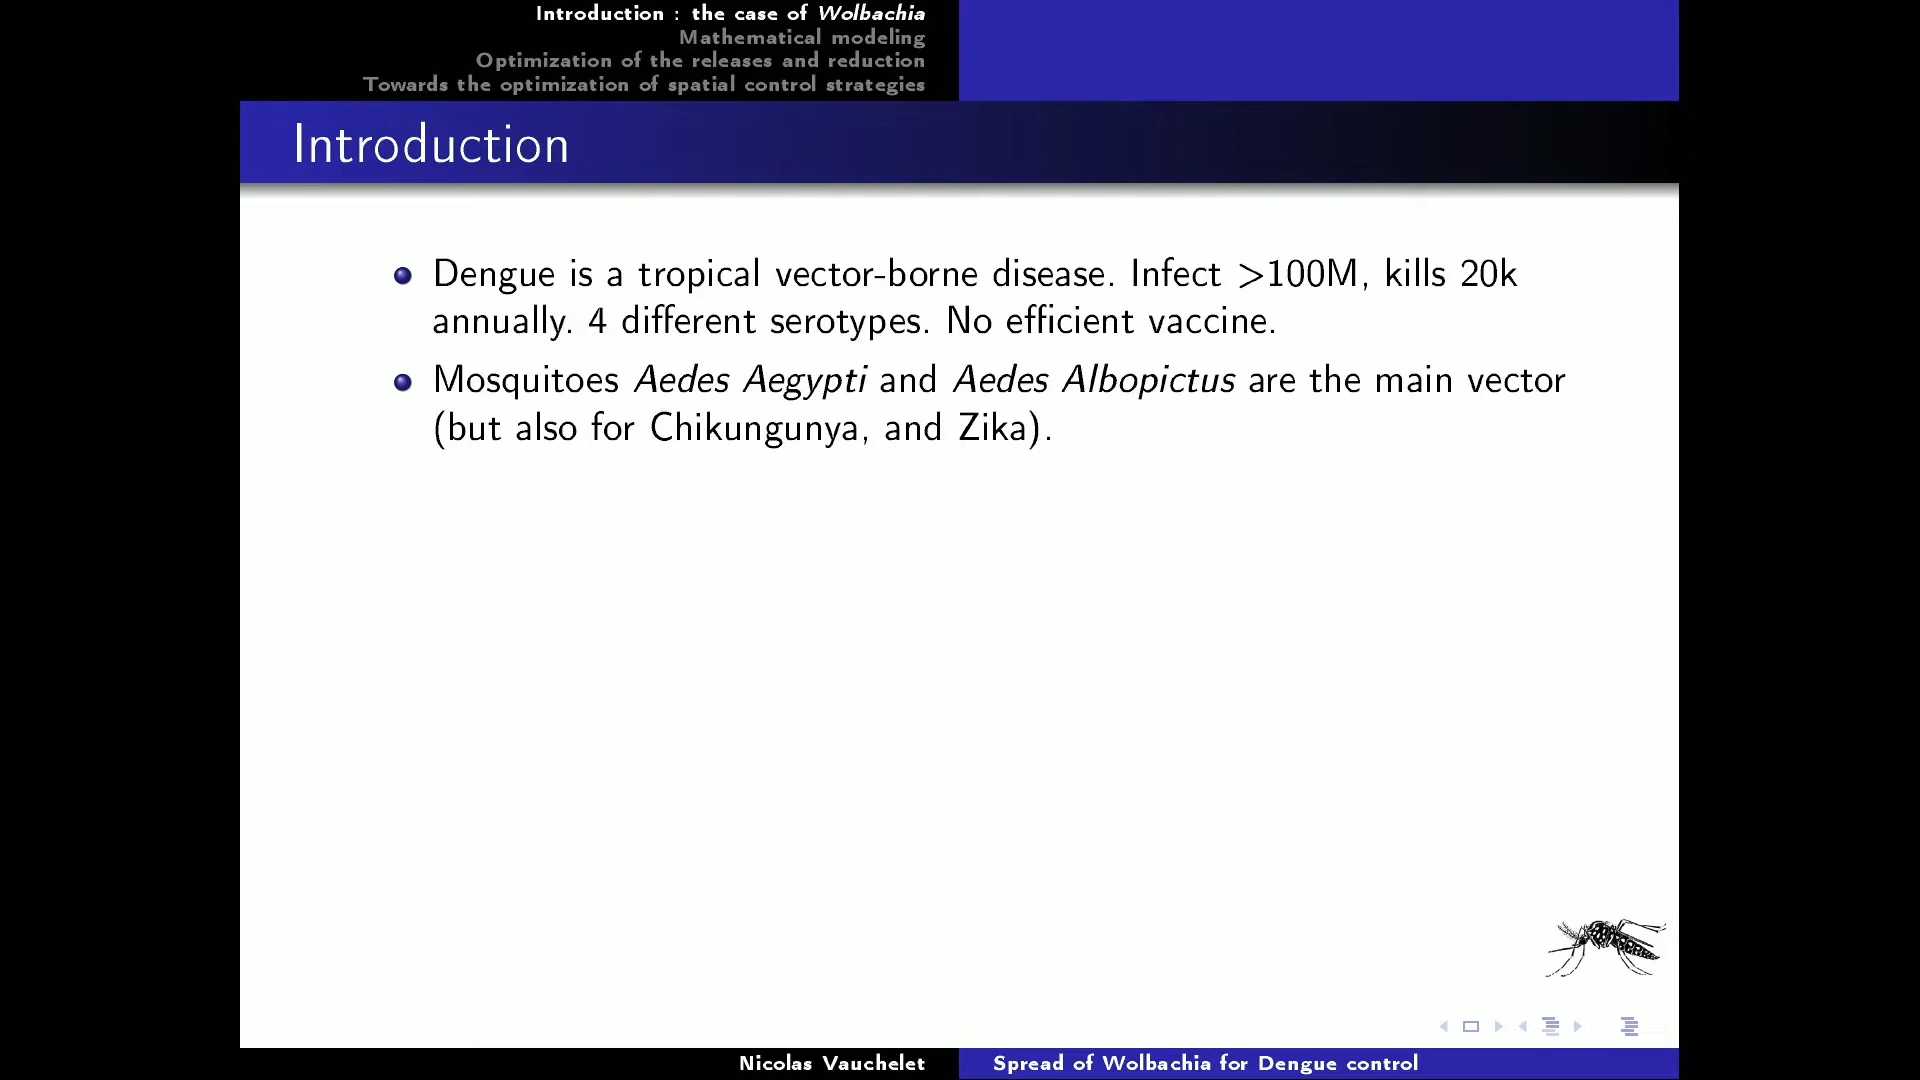 Introduction : the case of Wolbachia
Mathematical modeling
Optimization of the releases and reduction
Towards the optimization of spatial control strategies
Introduction
Dengue is a tropical vector-borne disease. Infect >100M, kills 20k
annually. 4 different serotypes. No efficient vaccine.
Mosquitoes Aedes Aegypti and Aedes Albopictus are the main vector
(but also for Chikungunya, and Zika).
Nicolas Vauchelet
Spread of Wolbachia for Dengue control